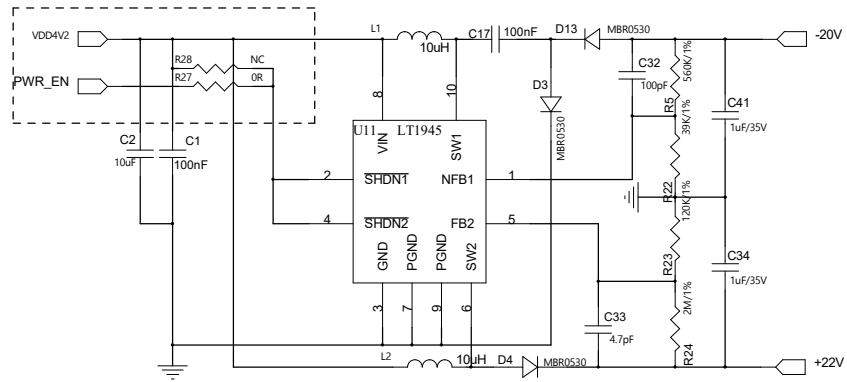 VDD4V2
PWR_EN
R28
NC
R27
0R
C2
10uF
C1
100nF
L1
10uH
C17
100nF
D13
MBR0530
-20V
D3
MBR0530
C32
100pF
R5
560K/1%
C41
1uF/35V
R22
39K/1%
R23
120K/1%
C34
1uF/35V
R24
2M/1%
C33
4.7pF
+22V
8
10
U11
LT1945
VIN
SW1
2
SHDN1
NFB1
1
4
SHDN2
FB2
5
GND
PGND
PGND
SW2
3
7
9
6
L2
10uH
D4
MBR0530